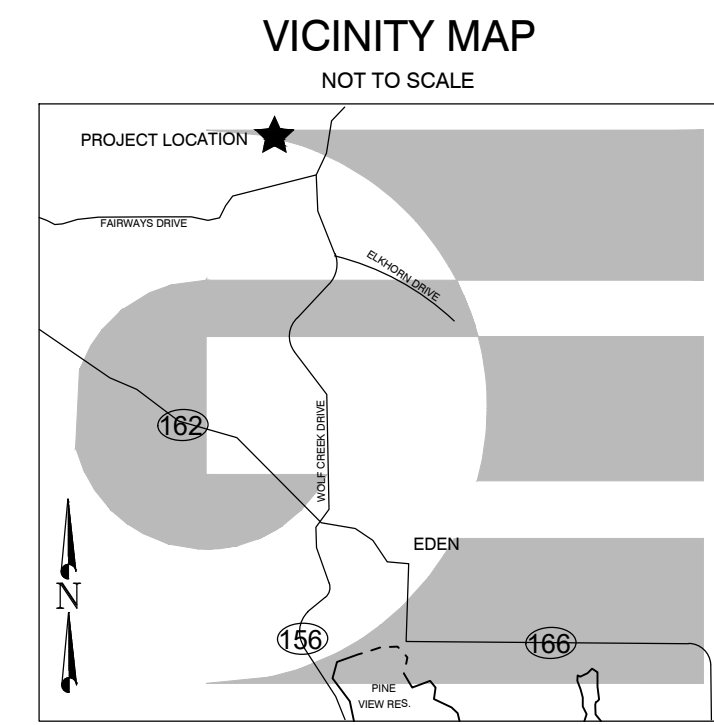 VICINITY MAP
NOT TO SCALE
PROJECT LOCATION
FAIRWAYS DRIVE
ELKHORN DRIVE
WOLF CREEK DRIVE
162
EDEN
N
156
166
PINE
VIEW RES.